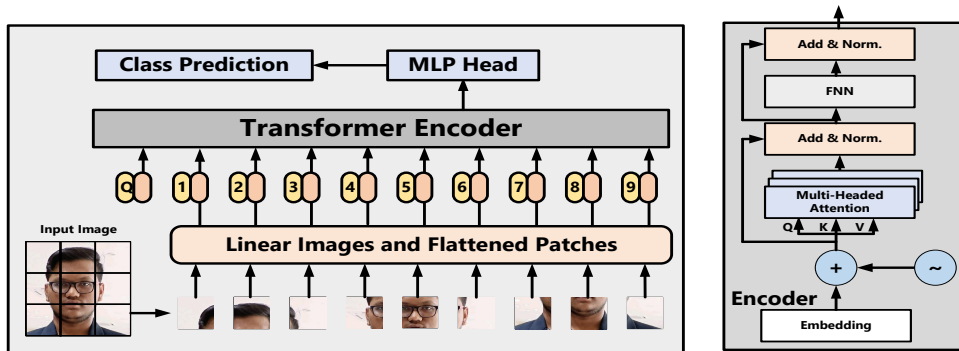 Class Prediction
MLP Head
Transformer Encoder
Q 1 2 3 4 5 6 7 8 9
Linear Images and Flattened Patches
Input Image
Add & Norm.
FNN
Add & Norm.
Multi-Headed
Attention
Q K V
+ ~
Encoder
Embedding